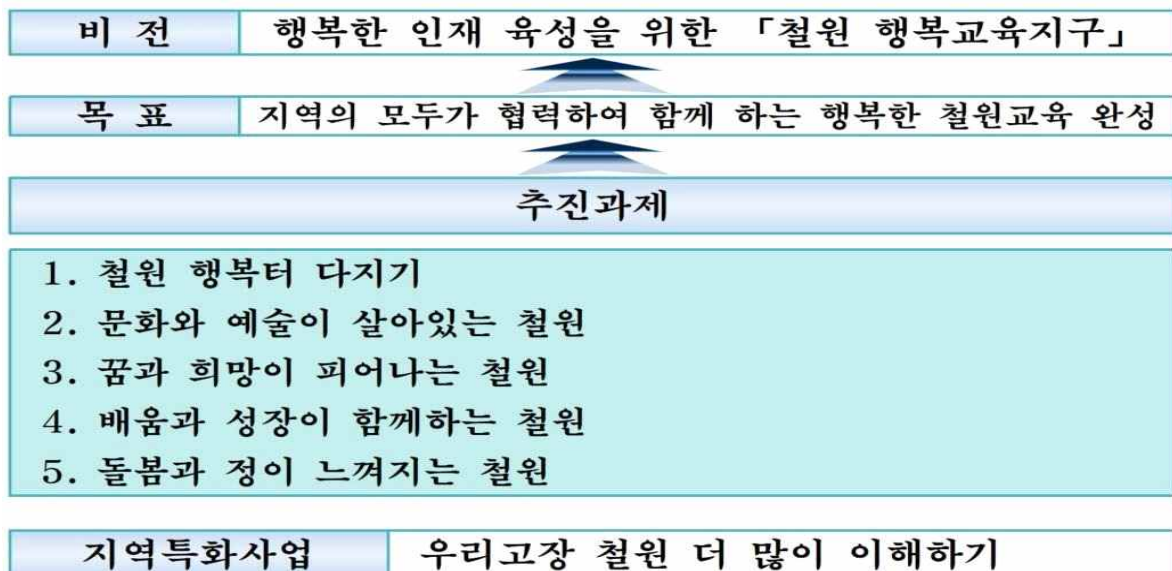 비 전 행복한 인재 육성을 위한 「철원 행복교육지구」
목 표 지역의 모두가 협력하여 함께 하는 행복한 철원교육 완성
추진과제
1. 철원 행복터 다지기
2. 문화와 예술이 살아있는 철원
3. 꿈과 희망이 피어나는 철원
4. 배움과 성장이 함께하는 철원
5. 돌봄과 정이 느껴지는 철원
지역특화사업 우리고장 철원 더 많이 이해하기